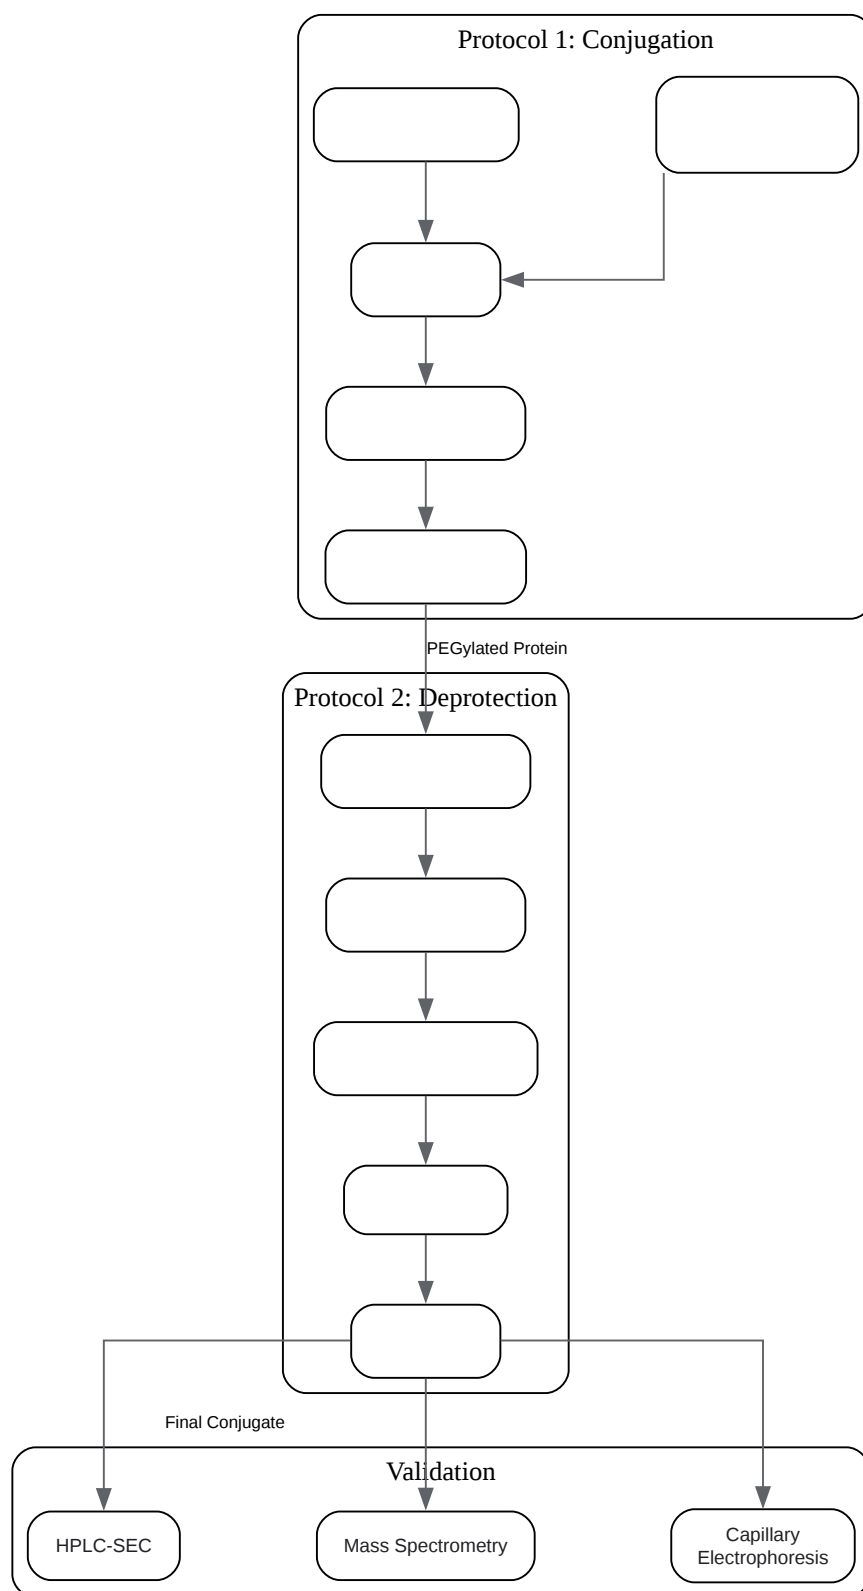 Protocol 1: Conjugation
PEGylated Protein
Protocol 2: Deprotection
Final Conjugate
Validation
HPLC-SEC
Mass Spectrometry
Capillary
Electrophoresis